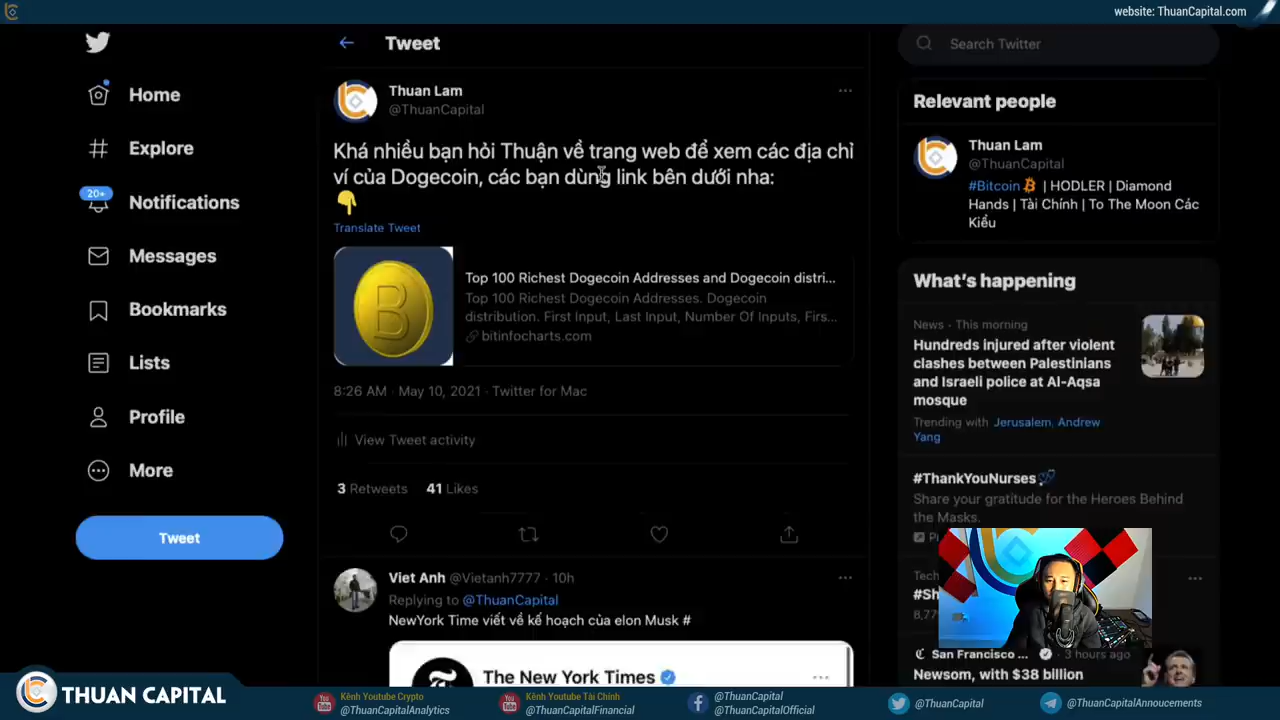 website: ThuanCapital.com
Home
Explore
20+
Notifications
Messages
Bookmarks
Lists
Profile
More
Tweet
Tweet
Thuan Lam
@ThuanCapital
Khá nhiều bạn hỏi Thuận về trang web để xem các địa chỉ
ví của Dogecoin, các bạn dùng link bên dưới nha:
Translate Tweet
Top 100 Richest Dogecoin Addresses and Dogecoin distri...
Top 100 Richest Dogecoin Addresses. Dogecoin
distribution. First Input, Last Input, Number Of Inputs, Firs...
bitinfocharts.com
8:26 AM · May 10, 2021 · Twitter for Mac
View Tweet activity
3 Retweets 41 Likes
Viet Anh @Vietanh7777 · 10h
Replying to @ThuanCapital
NewYork Time viết về kế hoạch của elon Musk #
The New York Times
Search Twitter
Relevant people
Thuan Lam
@ThuanCapital
#Bitcoin | HODLER | Diamond
Hands | Tài Chính | To The Moon Các
Kiểu
What's happening
News · This morning
Hundreds injured after violent
clashes between Palestinians
and Israeli police at Al-Aqsa
mosque
Trending with Jerusalem, Andrew
Yang
#ThankYouNurses
Share your gratitude for the Heroes Behind
the Masks.
San Francisco ... · 3 hours ago
Newsom, with $38 billion
THUAN CAPITAL
Kênh Youtube Crypto
@ThuanCapitalAnalytics
Kênh Youtube Tài Chính
@ThuanCapitalFinancial
@ThuanCapital
@ThuanCapitalOfficial
@ThuanCapital
@ThuanCapitalAnnoucements